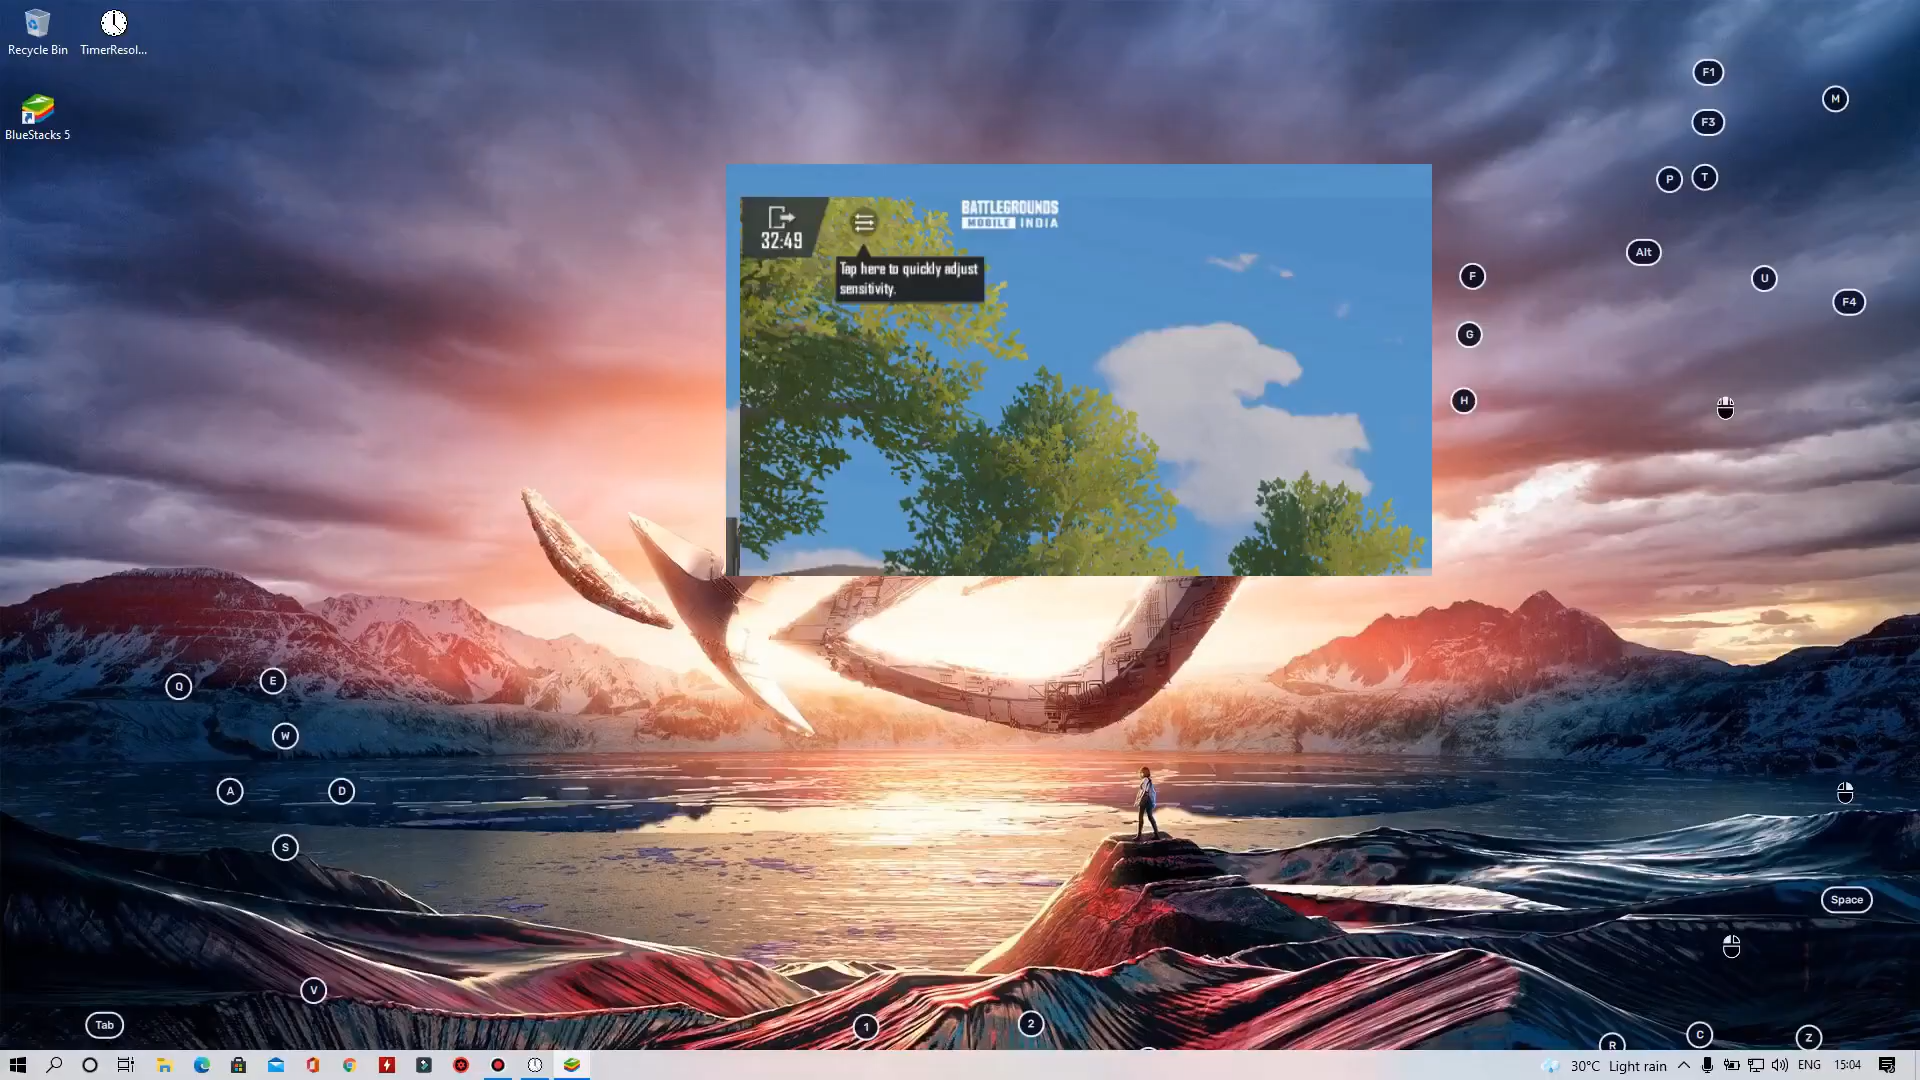 Recycle Bin
TimerResol...
BlueStacks 5
F1
M
F3
P
T
Alt
F
U
F4
G
H
32:49
BATTLEGROUNDS
MOBILE INDIA
Tap here to quickly adjust
sensitivity.
Q
E
W
A
D
S
Space
V
Tab
1
2
R
C
Z
30°C Light rain
ENG
15:04